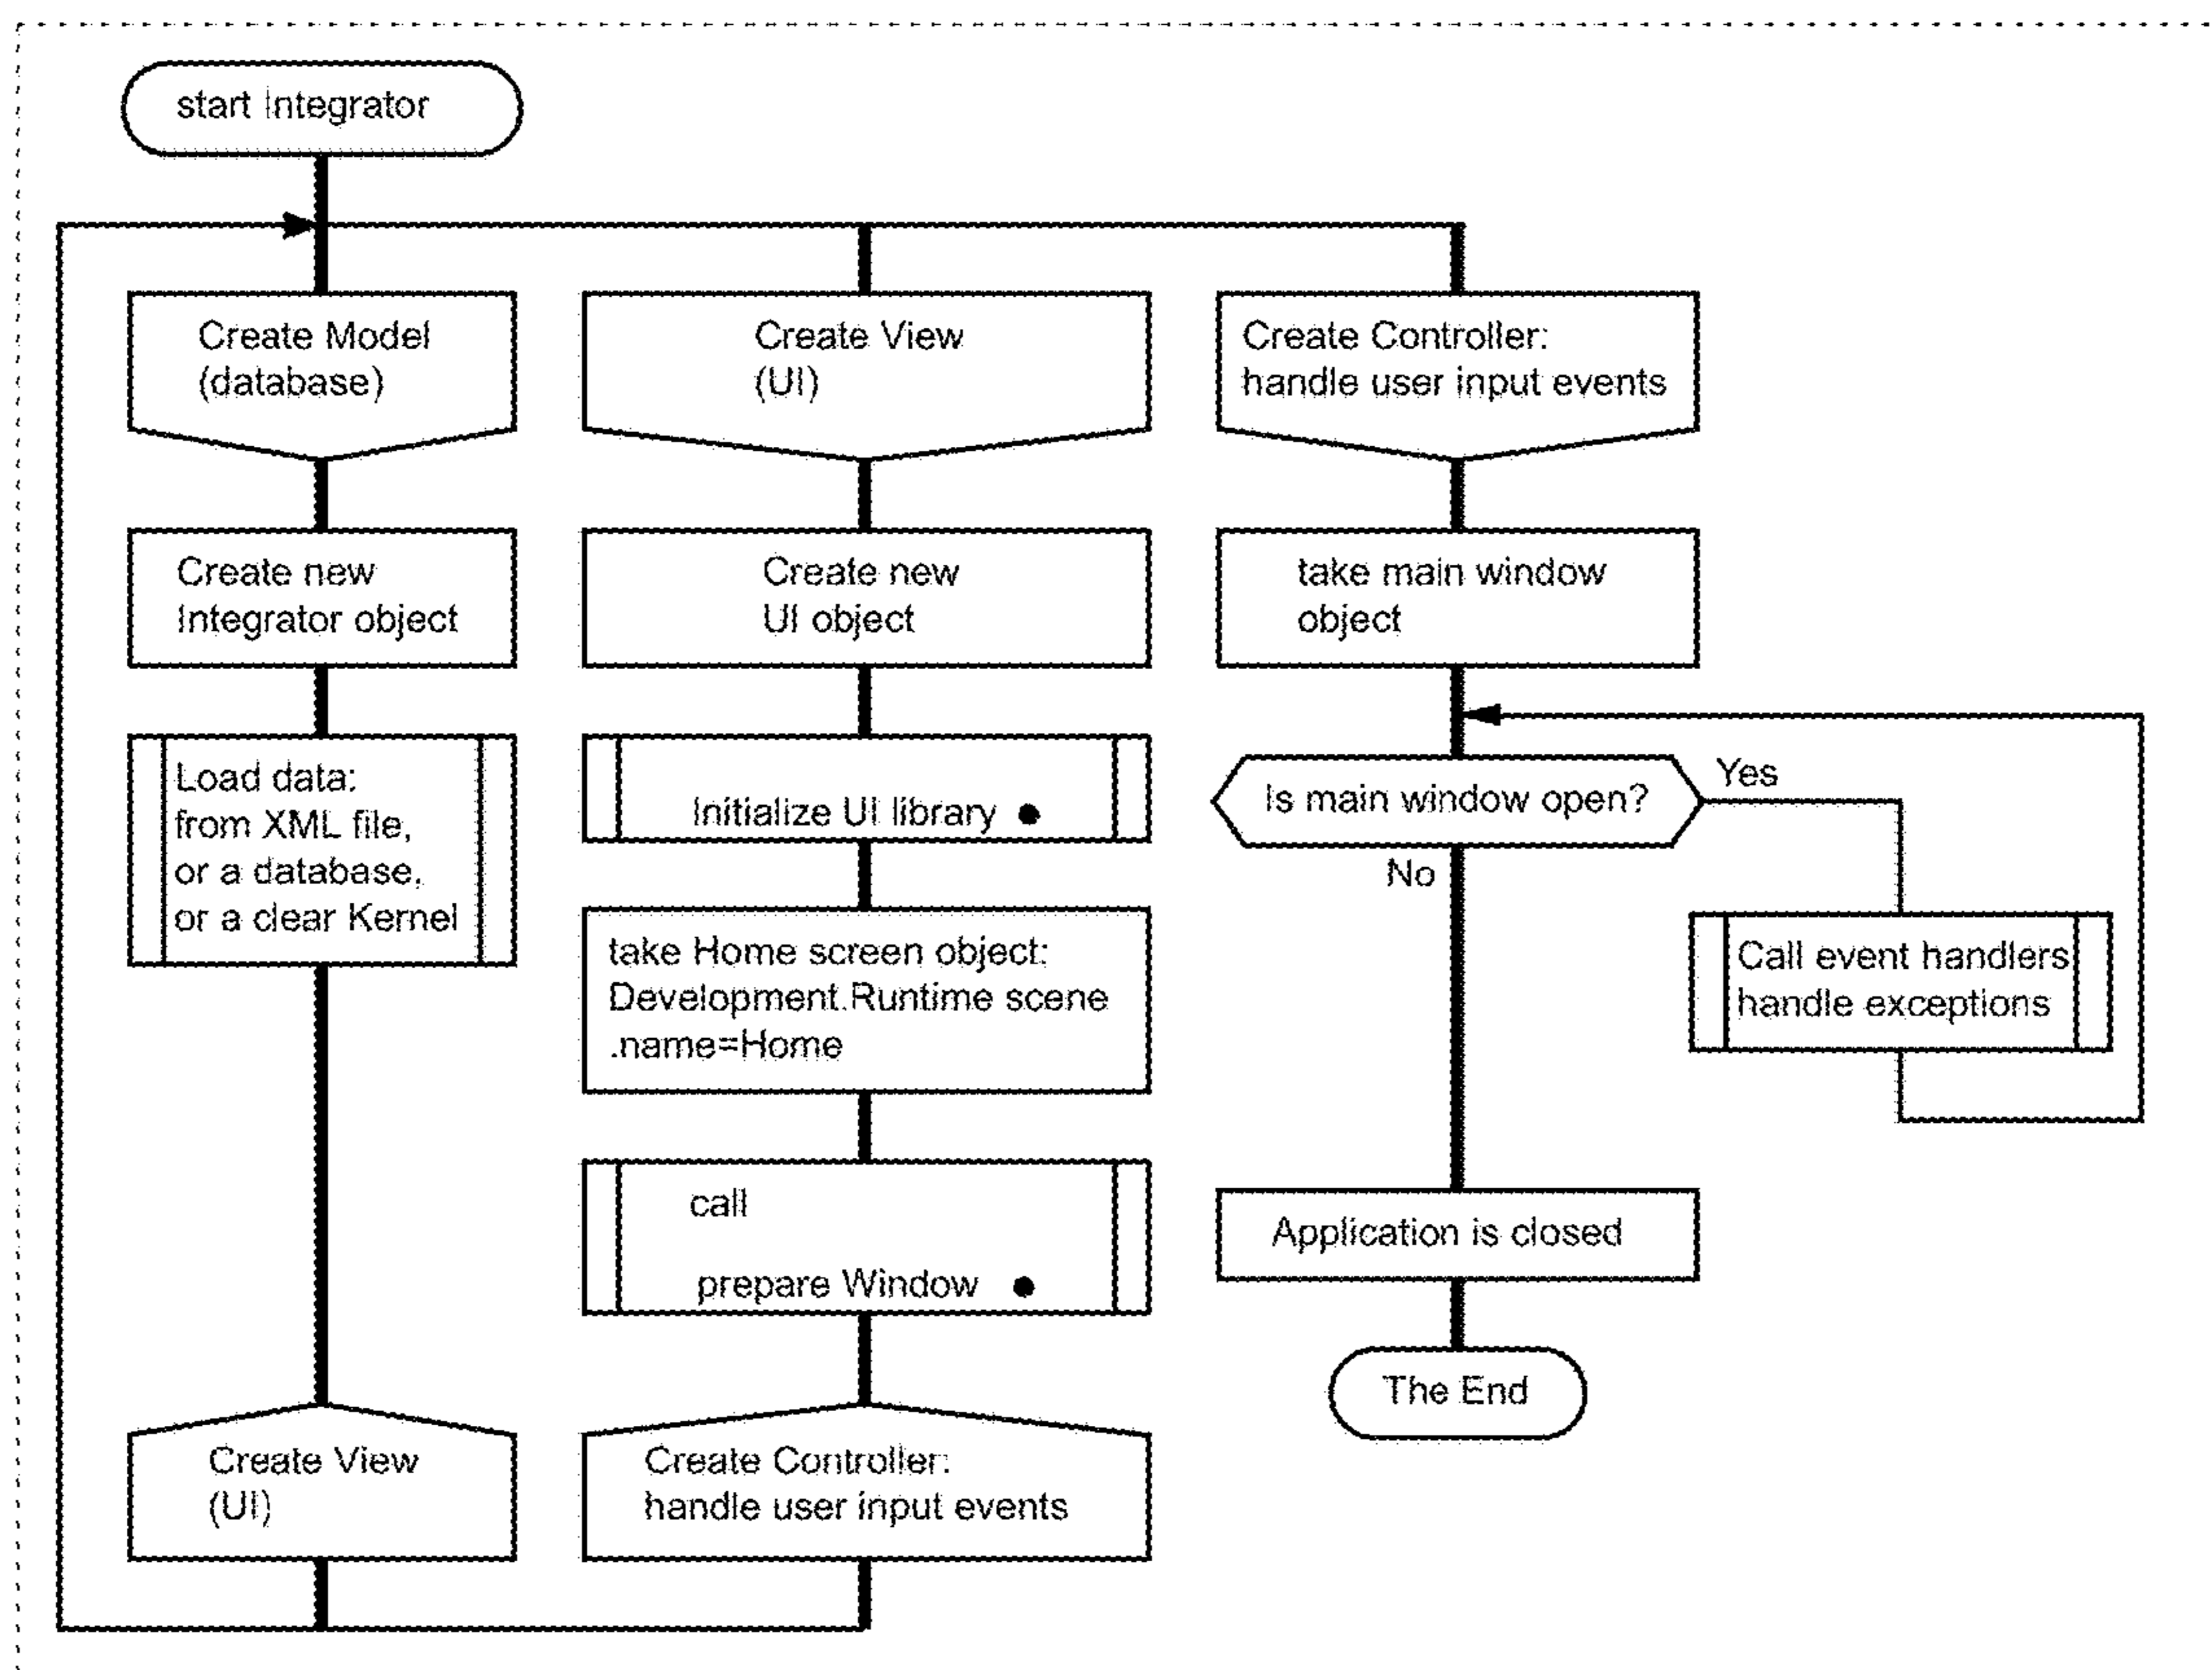 start Integrator
Create Model
(database)
Create new
Integrator object
Load data:
from XML file,
or a database,
or a clear Kernel
Create View
(UI)
Create View
(UI)
Create new
UI object
Initialize UI library
take Home screen object:
Development.Runtime scene
.name=Home
call
prepare Window
Create Controller:
handle user input events
Create Controller:
handle user input events
take main window
object
Is main window open?
Yes
No
Call event handlers
handle exceptions
Application is closed
The End